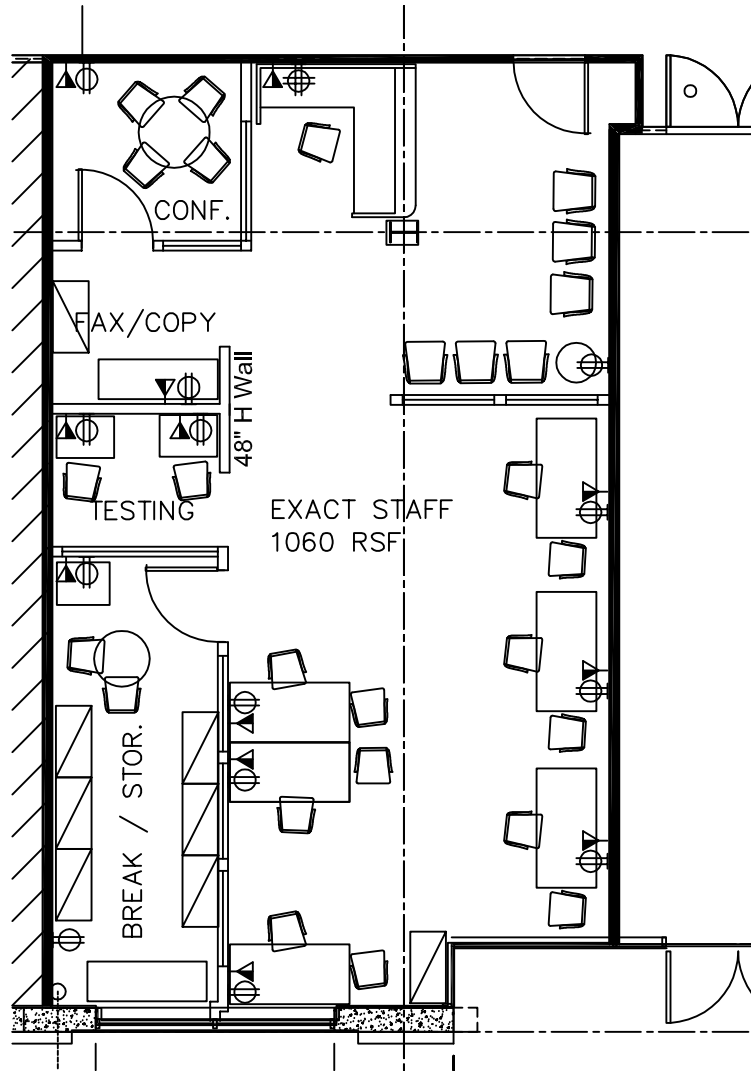 CONF.
FAX/COPY
48" H Wall
TESTING
EXACT STAFF
1060 RSF
BREAK / STOR.